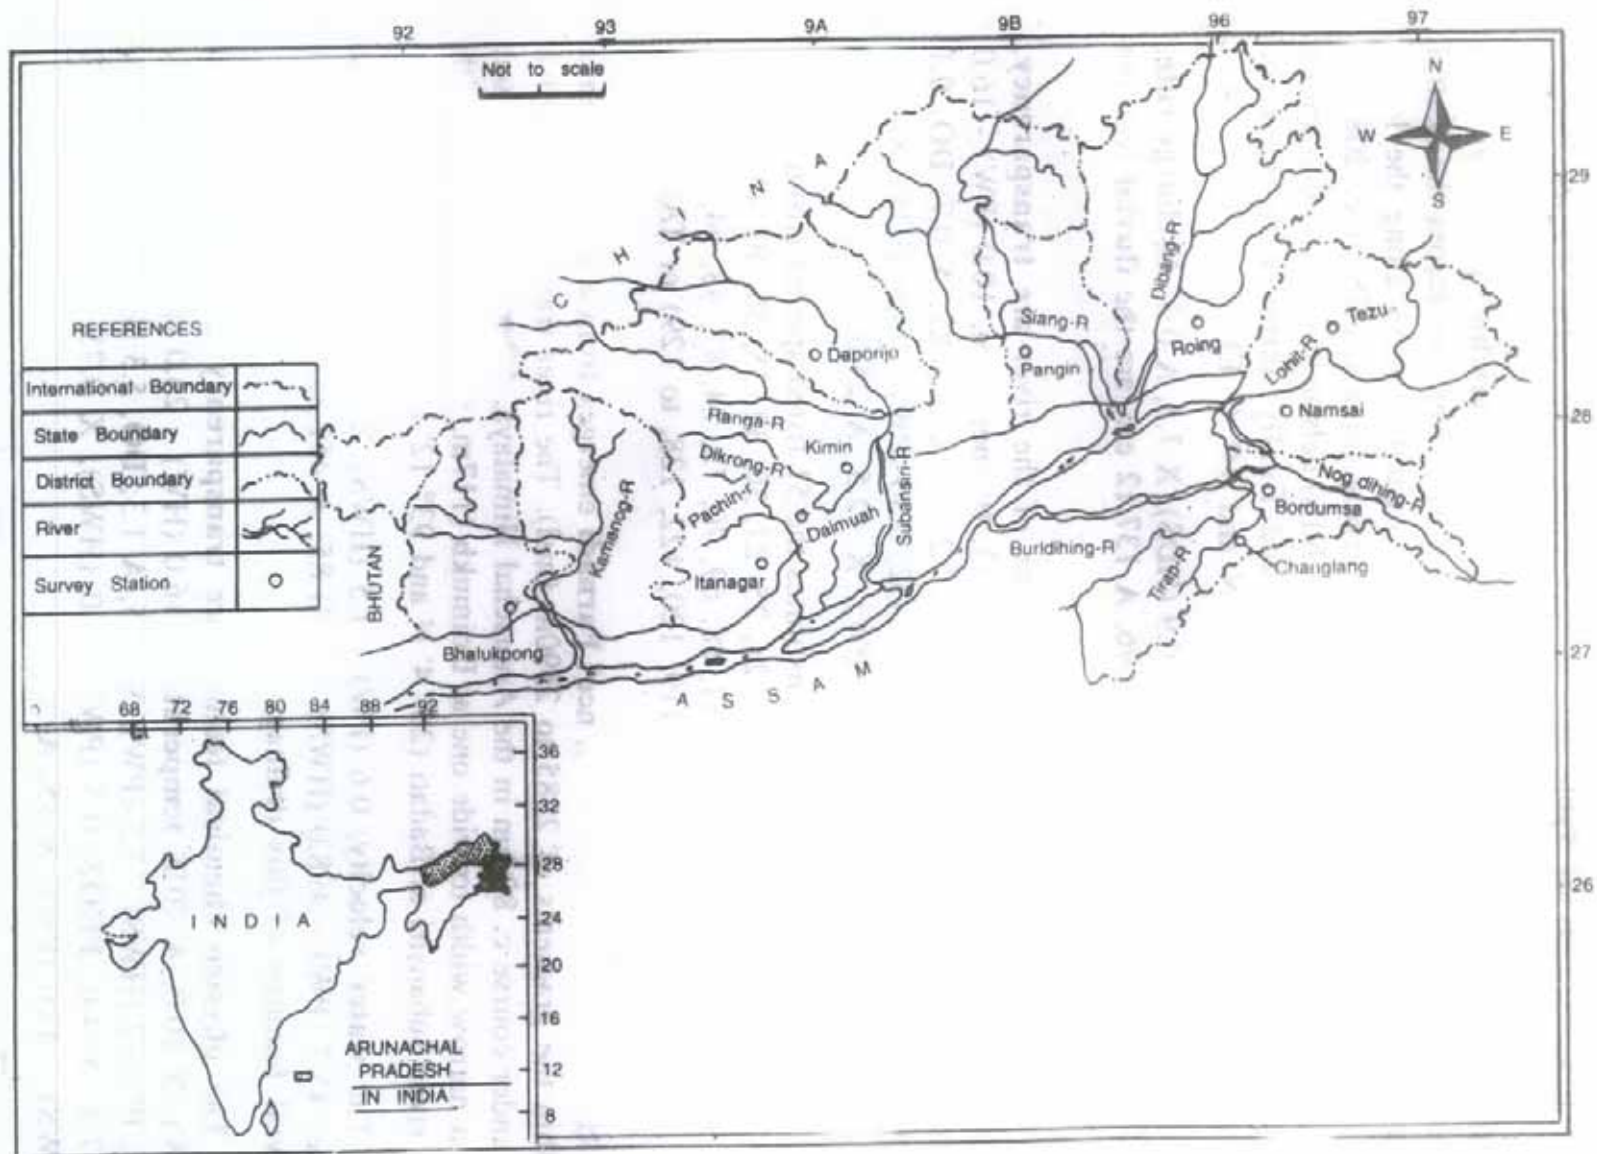 92 93 9A 9B 96 97
Not to scale
N
W E
S
29
28
27
26
C H I N A
REFERENCES
International Boundary
State Boundary
District Boundary
River
Survey Station
BHUTAN
Siang-R
Dibang-R
Pangin
Roing
Lohit-R
Tezu
Daporijo
Namsai
Ranga-R
Kimin
Dikrong-R
Pachin-r
Kamanog-R
Daimuah
Subansiri-R
Itanagar
Nog dihing-R
Bordumsa
Buridihing-R
Tirap-R
Changlang
Bhalukpong
A S S A M
68 72 76 80 84 88 92
36
32
28
24
20
16
12
8
I N D I A
ARUNACHAL
PRADESH
IN INDIA